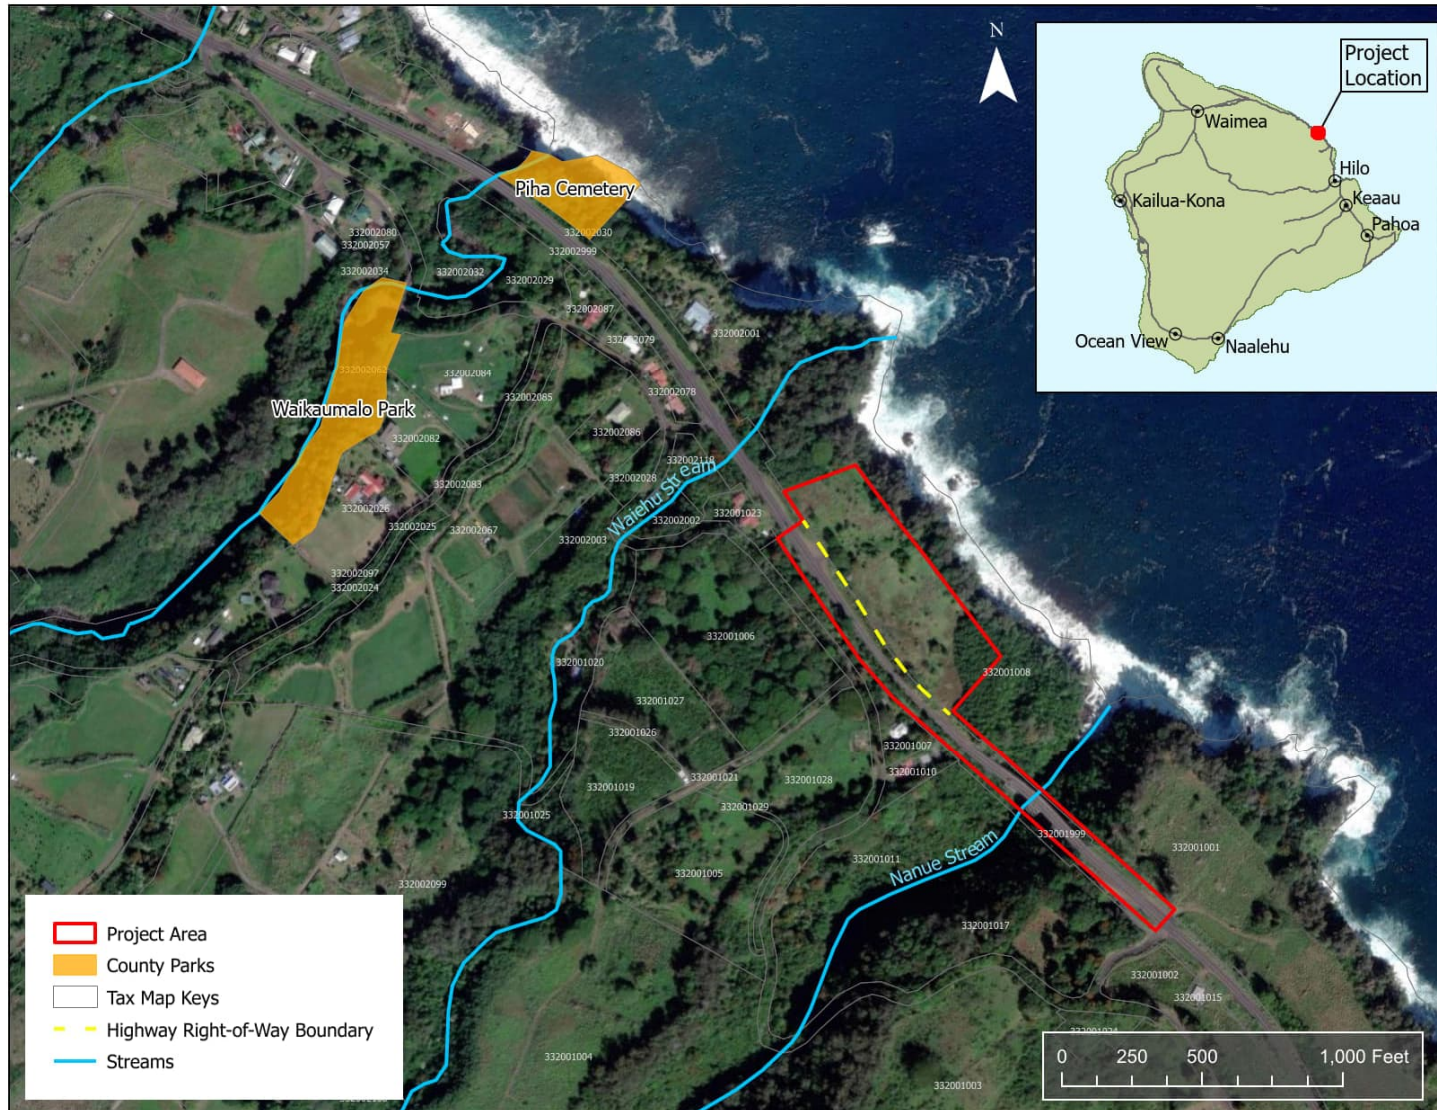 N
Project
Location
Waimea
Hilo
Keaau
Kailua-Kona
Pahoa
Ocean View
Naalehu
Piha Cemetery
332002030
332002080
332002999
332002057
332002034
332002032
332002029
332002087
332002001
332002079
332002084
332002078
332002085
Waikaumalo Park
332002086
332002082
332002118
Waiehu Stream
332002028
332002083
332002026
332001023
332002002
332002025
332002067
332002003
332002097
332002024
332001006
332001020
332001008
332001027
332001026
332001007
332001010
332001021
332001028
332001019
332001029
332001025
332001999
Nanue Stream
332001001
332001011
332001005
332002099
332001017
332001002
332001015
332001004
332001003
Project Area
County Parks
Tax Map Keys
Highway Right-of-Way Boundary
Streams
0 250 500 1,000 Feet